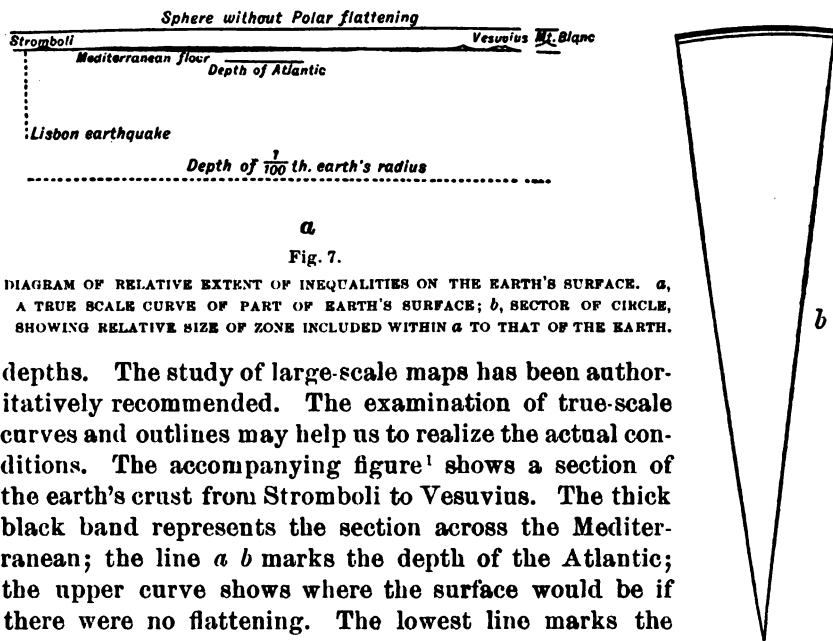 Sphere without Polar flattening
Stromboli
Vesuvius
Mt. Blanc
Mediterranean floor
Depth of Atlantic
Lisbon earthquake
Depth of 1/100 th. earth's radius
a
Fig. 7.
DIAGRAM OF RELATIVE EXTENT OF INEQUALITIES ON THE EARTH'S SURFACE. a,
A TRUE SCALE CURVE OF PART OF EARTH'S SURFACE; b, SECTOR OF CIRCLE,
SHOWING RELATIVE SIZE OF ZONE INCLUDED WITHIN a TO THAT OF THE EARTH.
b
depths. The study of large-scale maps has been author-
itatively recommended. The examination of true-scale
curves and outlines may help us to realize the actual con-
ditions. The accompanying figure¹ shows a section of
the earth's crust from Stromboli to Vesuvius. The thick
black band represents the section across the Mediter-
ranean; the line a b marks the depth of the Atlantic;
the upper curve shows where the surface would be if
there were no flattening. The lowest line marks the